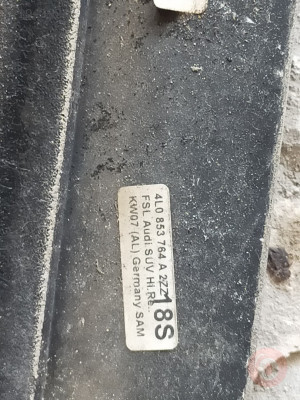 4L0 853 764 A 2ZZ
FSL Audi SUV Hi.Re..
KW07 (AL) Germany SAM
18S